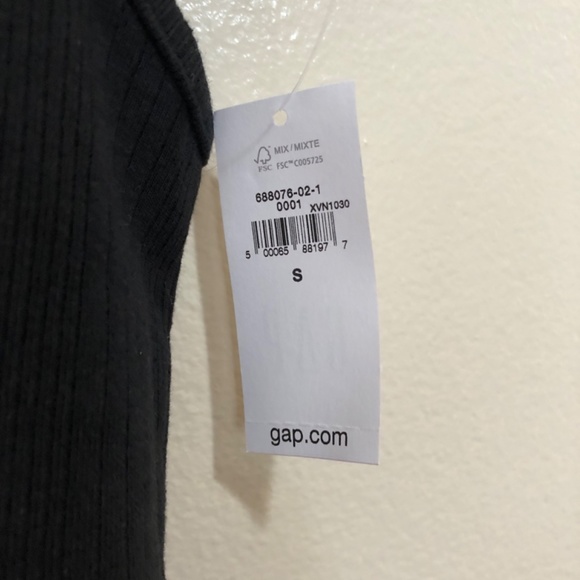 MIX/MIXTE
FSC FSC™ C005725
688076-02-1
0001 XVN1030
5 00065 88197 7
S
gap.com